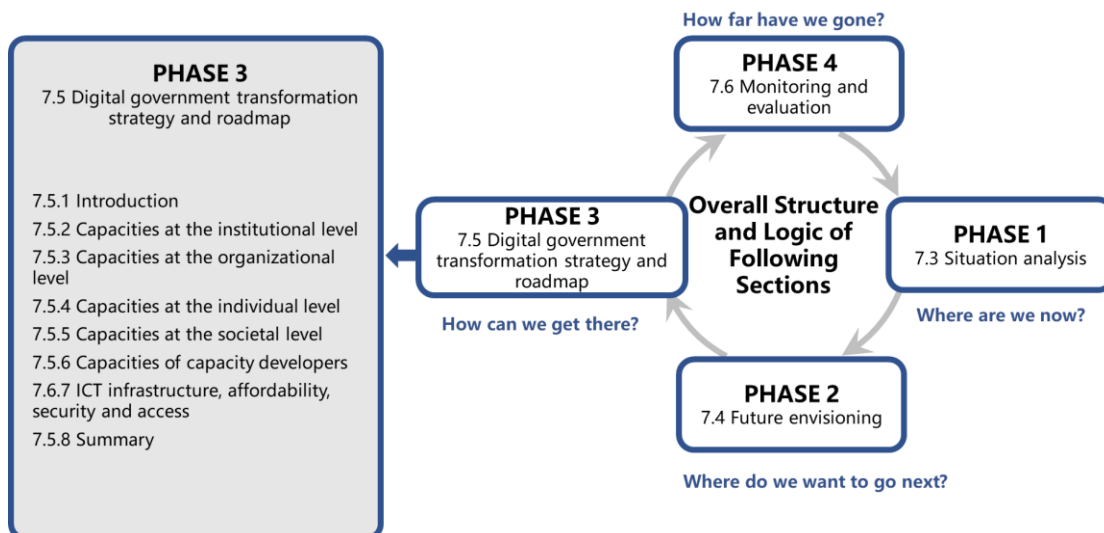 PHASE 3
7.5 Digital government transformation
strategy and roadmap
7.5.1 Introduction
7.5.2 Capacities at the institutional level
7.5.3 Capacities at the organizational
level
7.5.4 Capacities at the individual level
7.5.5 Capacities at the societal level
7.5.6 Capacities of capacity developers
7.6.7 ICT infrastructure, affordability,
security and access
7.5.8 Summary
How far have we gone?
PHASE 4
7.6 Monitoring and
evaluation
Overall Structure
and Logic of
Following
Sections
PHASE 1
7.3 Situation analysis
Where are we now?
PHASE 2
7.4 Future envisioning
Where do we want to go next?
PHASE 3
7.5 Digital government
transformation strategy and
roadmap
How can we get there?